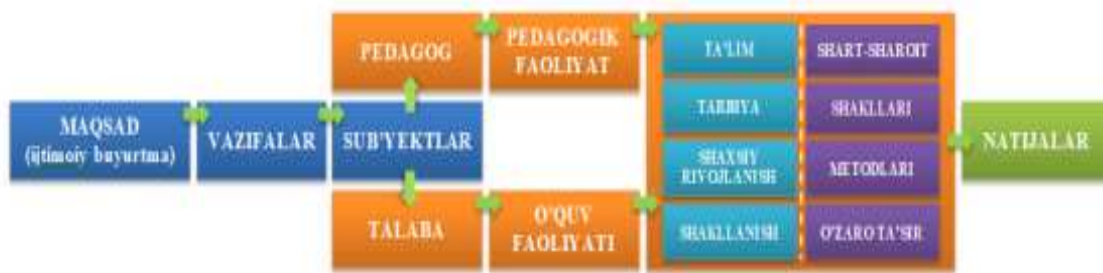 PEDAGOG
PEDAGOGIK
FAOLIYAT
MAQSAD
(ijtimoiy buyurtma)
VAZIFALAR
SUB'YEKTLAR
TALABA
O'QUV
FAOLIYATI
TA'LIM
TARBIYA
SHAXSIY
RIVOJLANISH
SHAKLLANISH
SHART-SHAROIT
SHAKLLARI
METODLARI
O'ZARO TA'SIR
NATIJALAR